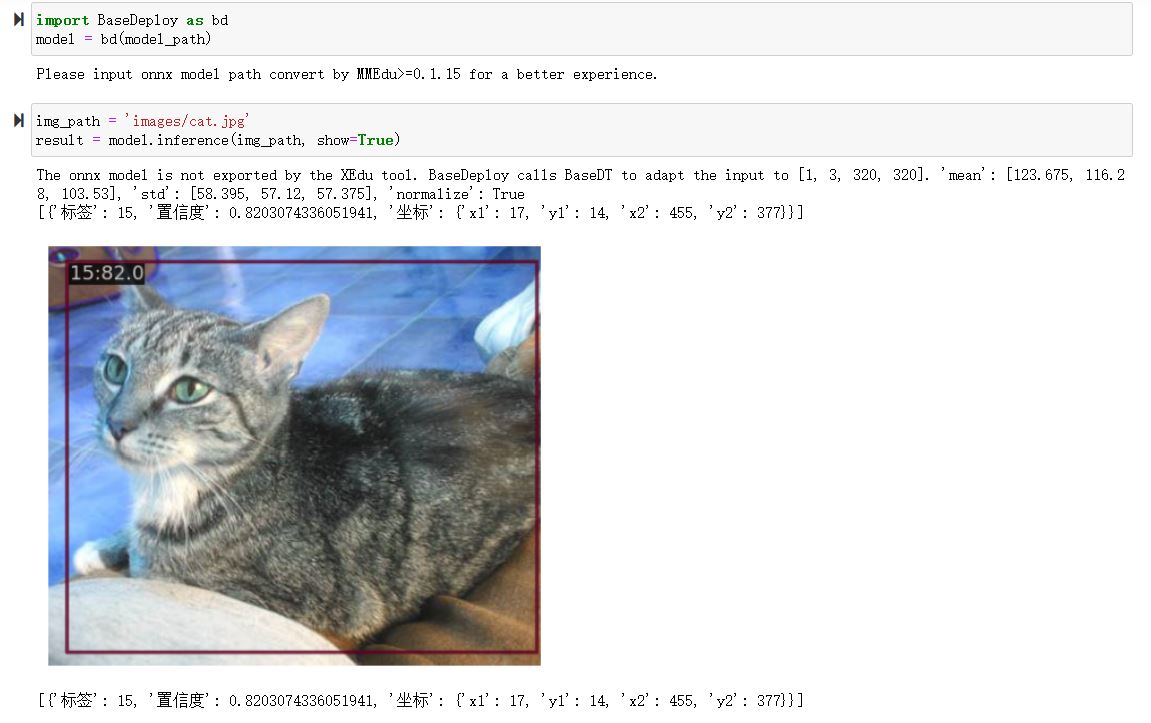 import BaseDeploy as bd
model = bd(model_path)
Please input onnx model path convert by MMEdu>=0.1.15 for a better experience.
img_path = 'images/cat.jpg'
result = model.inference(img_path, show=True)
The onnx model is not exported by the XEdu tool. BaseDeploy calls BaseDT to adapt the input to [1, 3, 320, 320]. 'mean': [123.675, 116.2
8, 103.53], 'std': [58.395, 57.12, 57.375], 'normalize': True
[{'标签': 15, '置信度': 0.8203074336051941, '坐标': {'x1': 17, 'y1': 14, 'x2': 455, 'y2': 377}}]
15:82.0
[{'标签': 15, '置信度': 0.8203074336051941, '坐标': {'x1': 17, 'y1': 14, 'x2': 455, 'y2': 377}}]